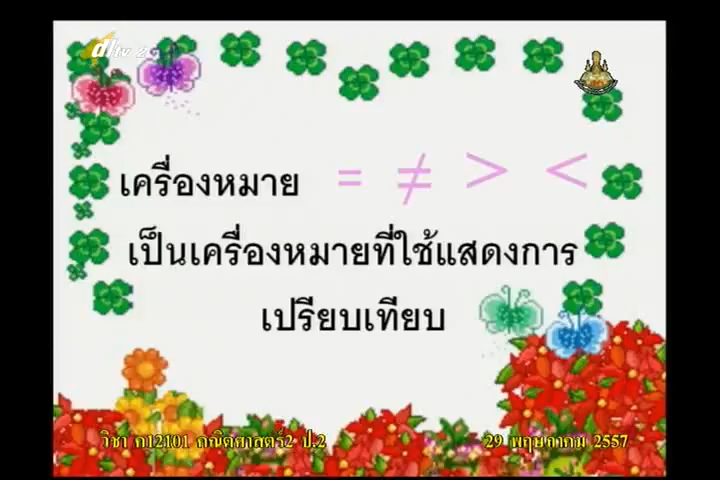 dltv 2
เครื่องหมาย = ≠ > <
เป็นเครื่องหมายที่ใช้แสดงการ
เปรียบเทียบ
วิชา ค12101 คณิตศาสตร์2 ป.2 29 พฤษภาคม 2557